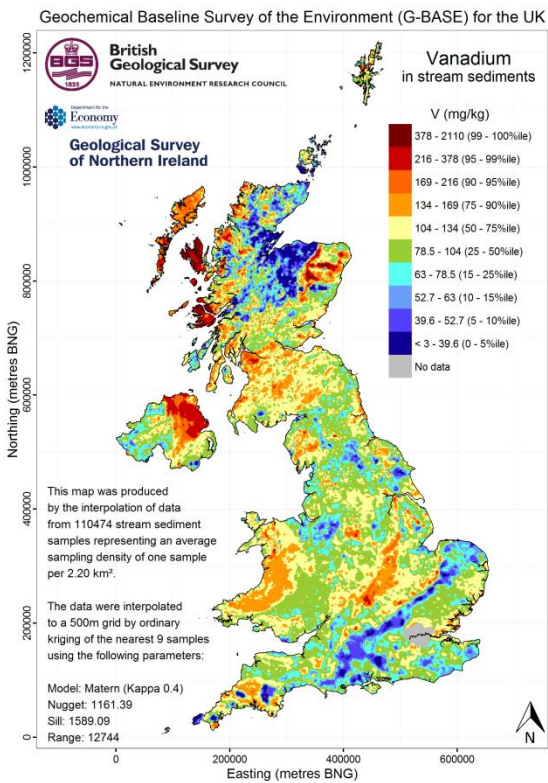 Geochemical Baseline Survey of the Environment (G-BASE) for the UK
BGS
1835
British
Geological Survey
NATURAL ENVIRONMENT RESEARCH COUNCIL
Department for the
Economy
www.economy-ni.gov.uk
Geological Survey
of Northern Ireland
Vanadium
in stream sediments
V (mg/kg)
378 - 2110 (99 - 100%ile)
216 - 378 (95 - 99%ile)
169 - 216 (90 - 95%ile)
134 - 169 (75 - 90%ile)
104 - 134 (50 - 75%ile)
78.5 - 104 (25 - 50%ile)
63 - 78.5 (15 - 25%ile)
52.7 - 63 (10 - 15%ile)
39.6 - 52.7 (5 - 10%ile)
< 3 - 39.6 (0 - 5%ile)
No data
This map was produced
by the interpolation of data
from 110474 stream sediment
samples representing an average
sampling density of one sample
per 2.20 km².
The data were interpolated
to a 500m grid by ordinary
kriging of the nearest 9 samples
using the following parameters:
Model: Matern (Kappa 0.4)
Nugget: 1161.39
Sill: 1589.09
Range: 12744
N
Northing (metres BNG)
1200000
1000000
800000
600000
400000
200000
0
0
200000
400000
600000
Easting (metres BNG)